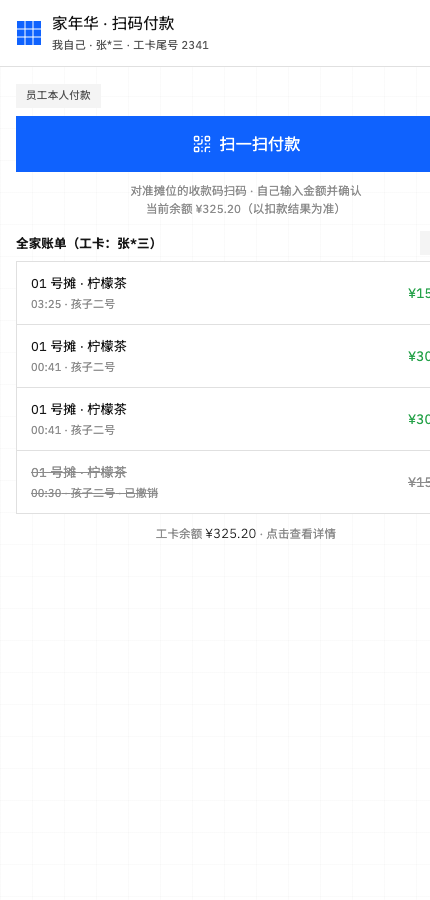 家年华 · 扫码付款
我自己 · 张*三 · 工卡尾号 2341
员工本人付款
扫一扫付款
对准摊位的收款码扫码 · 自己输入金额并确认
当前余额 ¥325.20（以扣款结果为准）
全家账单（工卡：张*三）
01 号摊 · 柠檬茶
¥15
03:25 · 孩子二号
01 号摊 · 柠檬茶
¥30
00:41 · 孩子二号
01 号摊 · 柠檬茶
¥30
00:41 · 孩子二号
01 号摊 · 柠檬茶
¥15
00:30 · 孩子二号 · 已撤销
工卡余额 ¥325.20 · 点击查看详情